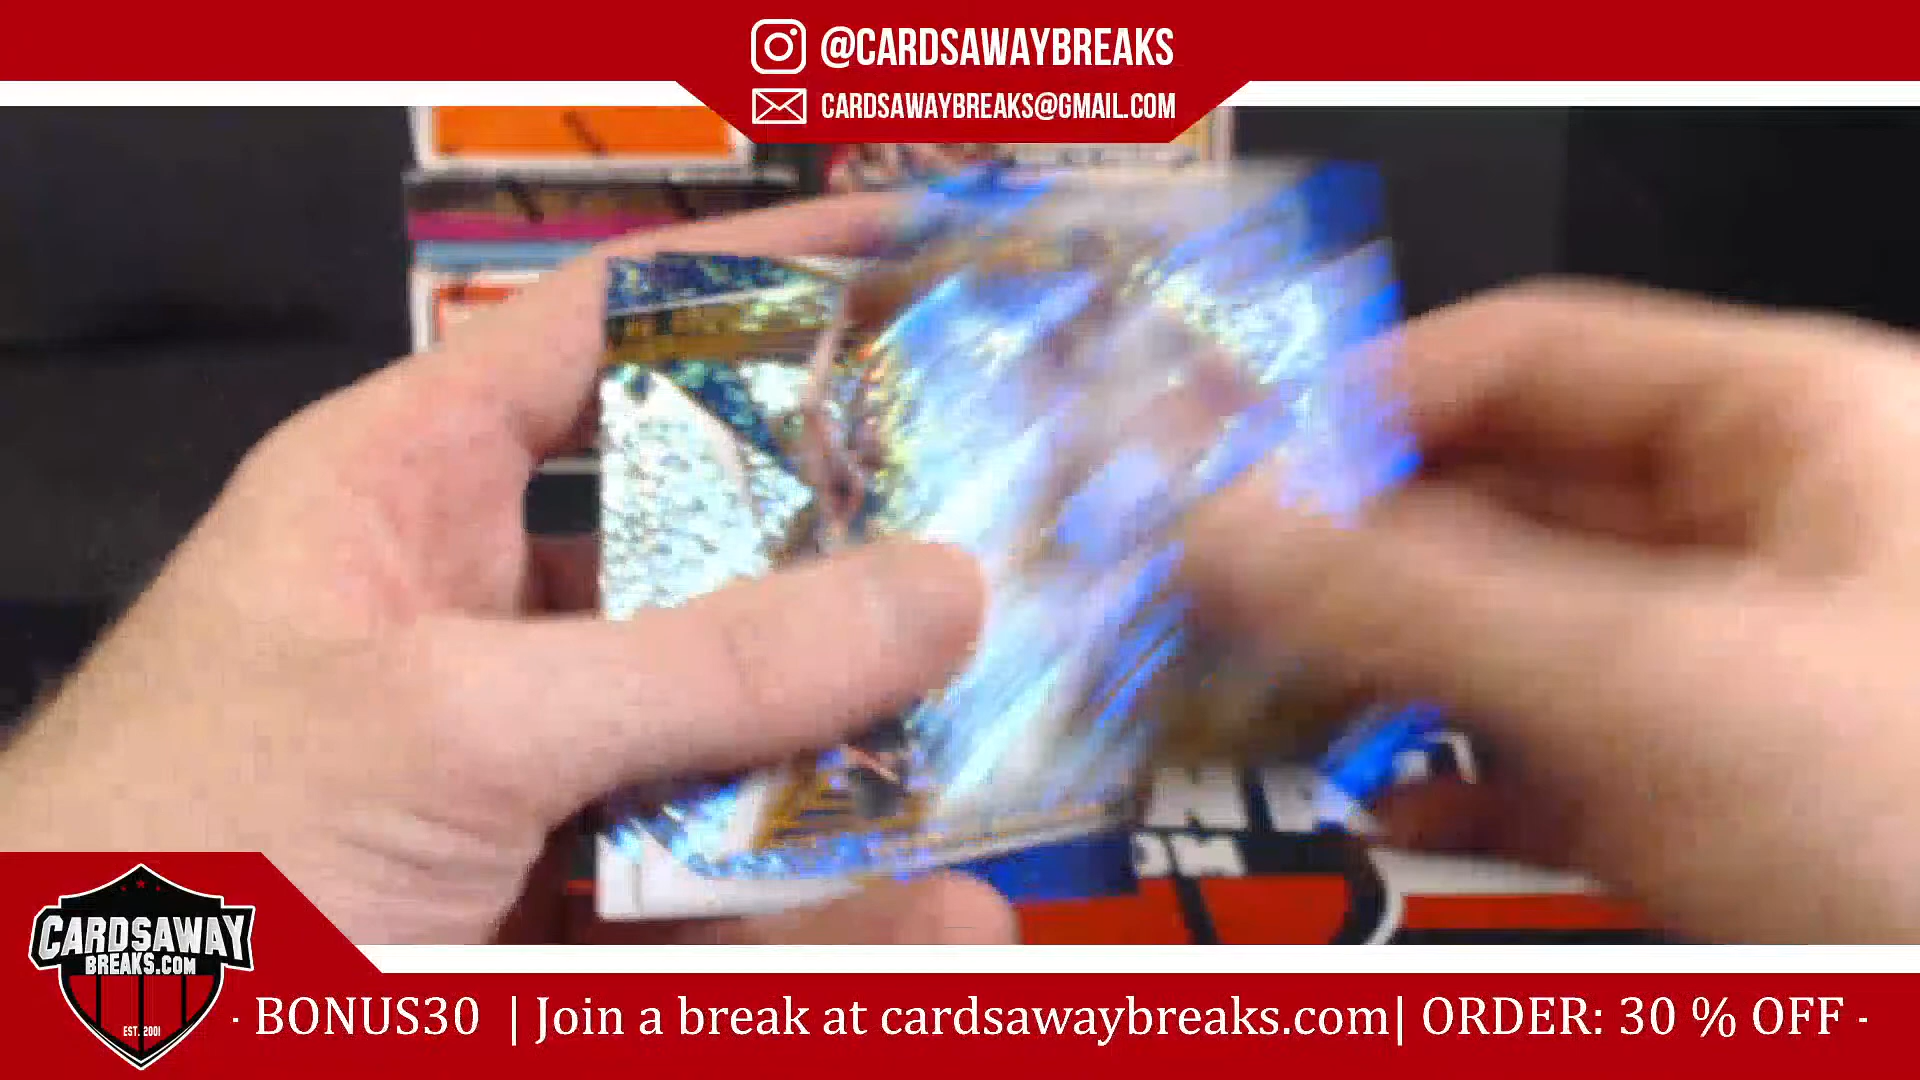 @CARDSAWAYBREAKS
CARDSAWAYBREAKS@GMAIL.COM
CARDSAWAY
BREAKS.COM
EST. 2001
- BONUS30 | Join a break at cardsawaybreaks.com| ORDER: 30 % OFF -